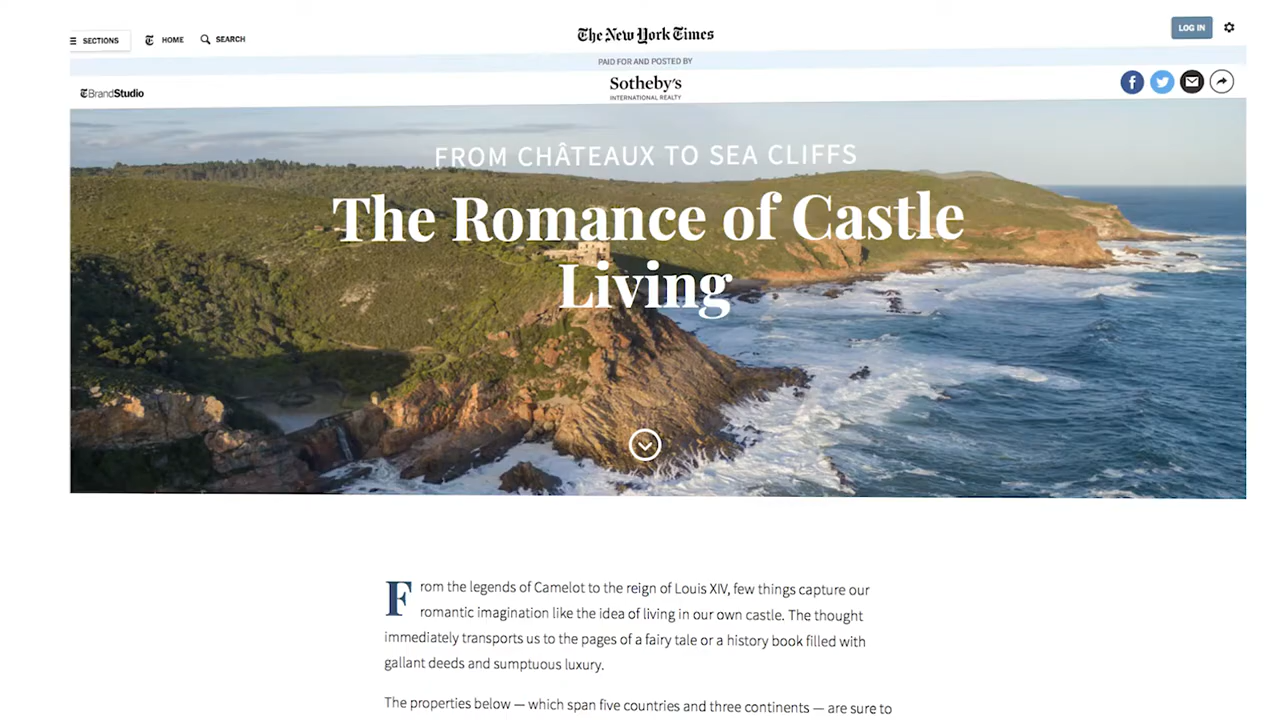 SECTIONS HOME SEARCH
The New York Times
LOG IN
PAID FOR AND POSTED BY
TBrandStudio
Sotheby's
INTERNATIONAL REALTY
FROM CHÂTEAUX TO SEA CLIFFS
The Romance of Castle
Living
From the legends of Camelot to the reign of Louis XIV, few things capture our
romantic imagination like the idea of living in our own castle. The thought
immediately transports us to the pages of a fairy tale or a history book filled with
gallant deeds and sumptuous luxury.
The properties below — which span five countries and three continents — are sure to